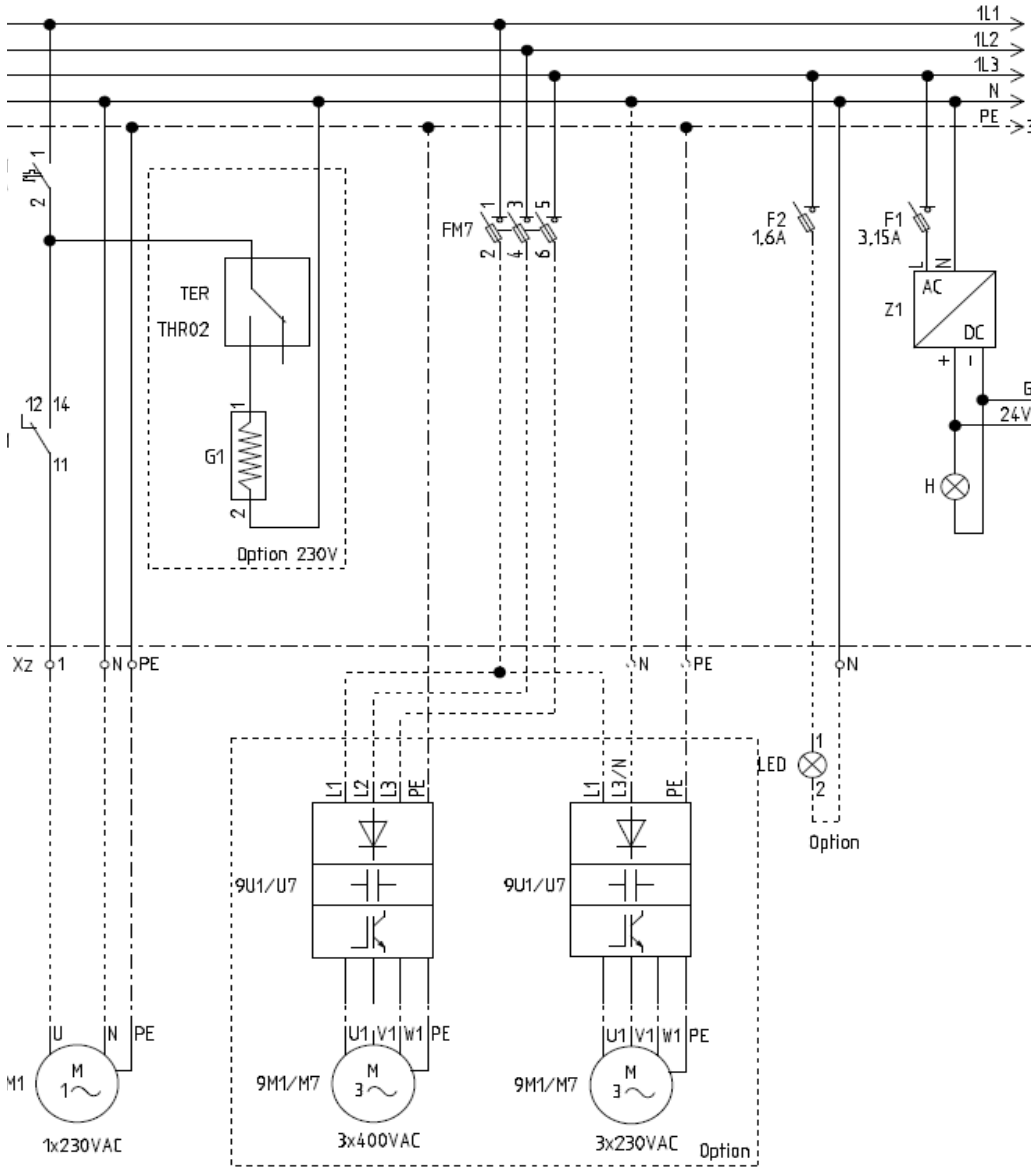 1L1
1L2
1L3
N
PE
1
2
TER
THR02
12 14
11
1
G1
2
Option 230V
FM7
1 3 5
2 4 6
F2
1,6A
F1
3,15A
L N
AC
Z1
DC
+ -
24V
H
Xz 1 N PE
N PE
N
L1 L2 L3 PE
L1 L3/N PE
1
LED
2
Option
9U1/U7
9U1/U7
U N PE
U1 V1 W1 PE
U1 V1 W1 PE
M1
M
1~
9M1/M7
M
3~
9M1/M7
M
3~
1x230VAC
3x400VAC
3x230VAC
Option